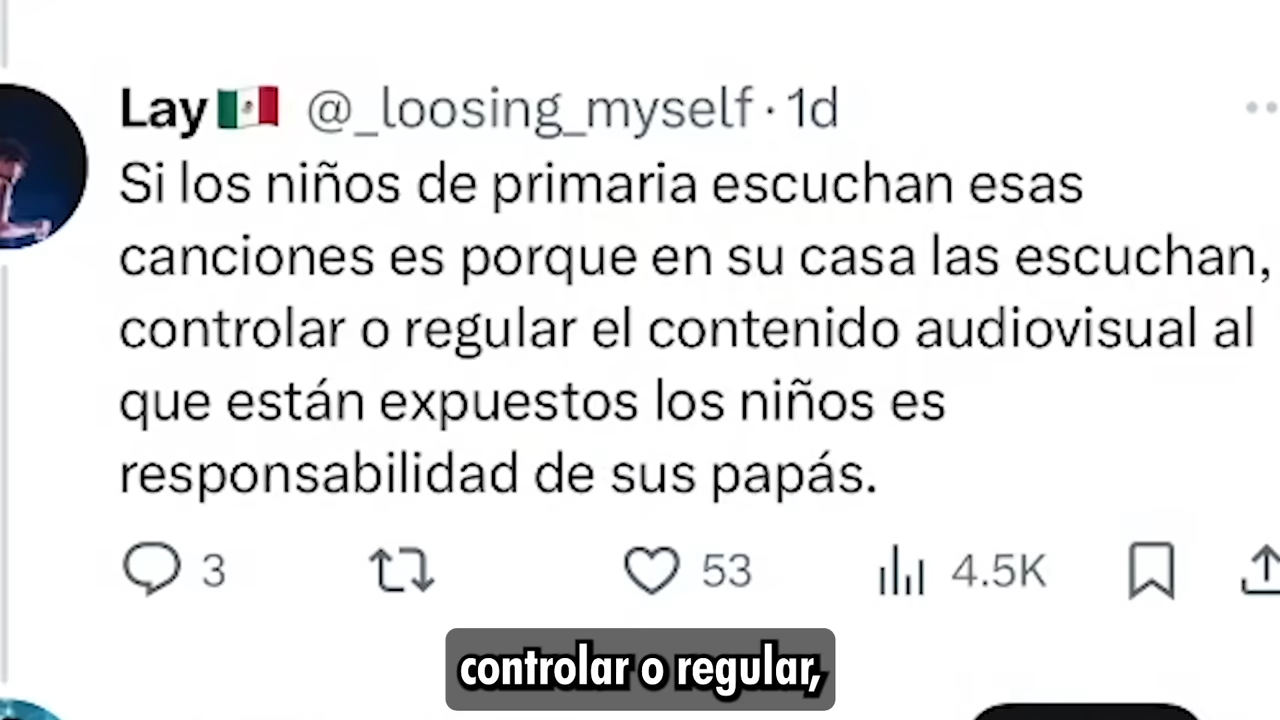 Lay🇲🇽 @_loosing_myself · 1d
Si los niños de primaria escuchan esas
canciones es porque en su casa las escuchan,
controlar o regular el contenido audiovisual al
que están expuestos los niños es
responsabilidad de sus papás.
3 53 4.5K
controlar o regular,